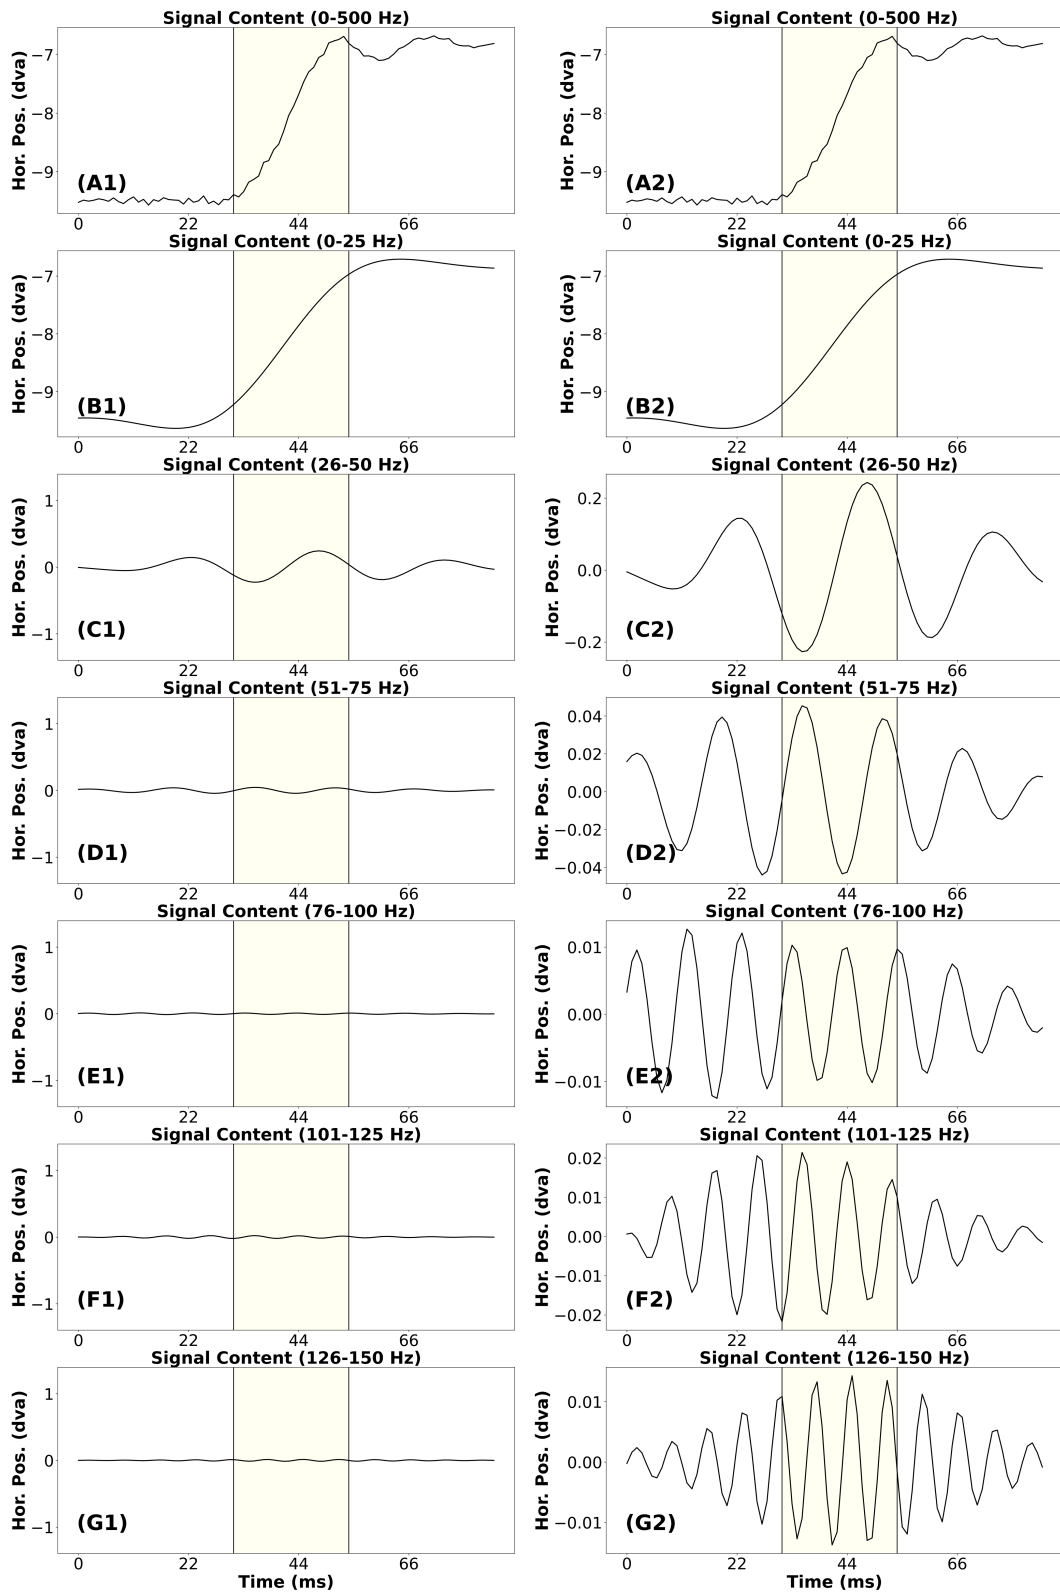 Signal Content (0-500 Hz)
Signal Content (0-500 Hz)
Hor. Pos. (dva)
−7
−8
−9
(A1)
0 22 44 66
Hor. Pos. (dva)
−7
−8
−9
(A2)
0 22 44 66
Signal Content (0-25 Hz)
Signal Content (0-25 Hz)
Hor. Pos. (dva)
−7
−8
−9
(B1)
0 22 44 66
Hor. Pos. (dva)
−7
−8
−9
(B2)
0 22 44 66
Signal Content (26-50 Hz)
Signal Content (26-50 Hz)
Hor. Pos. (dva)
1
0
−1
(C1)
0 22 44 66
Hor. Pos. (dva)
0.2
0.0
−0.2
(C2)
0 22 44 66
Signal Content (51-75 Hz)
Signal Content (51-75 Hz)
Hor. Pos. (dva)
1
0
−1
(D1)
0 22 44 66
Hor. Pos. (dva)
0.04
0.02
0.00
−0.02
−0.04
(D2)
0 22 44 66
Signal Content (76-100 Hz)
Signal Content (76-100 Hz)
Hor. Pos. (dva)
1
0
−1
(E1)
0 22 44 66
Hor. Pos. (dva)
0.01
0.00
−0.01
(E2)
0 22 44 66
Signal Content (101-125 Hz)
Signal Content (101-125 Hz)
Hor. Pos. (dva)
1
0
−1
(F1)
0 22 44 66
Hor. Pos. (dva)
0.02
0.01
0.00
−0.01
−0.02
(F2)
0 22 44 66
Signal Content (126-150 Hz)
Signal Content (126-150 Hz)
Hor. Pos. (dva)
1
0
−1
(G1)
0 22 44 66
Time (ms)
Hor. Pos. (dva)
0.01
0.00
−0.01
(G2)
0 22 44 66
Time (ms)